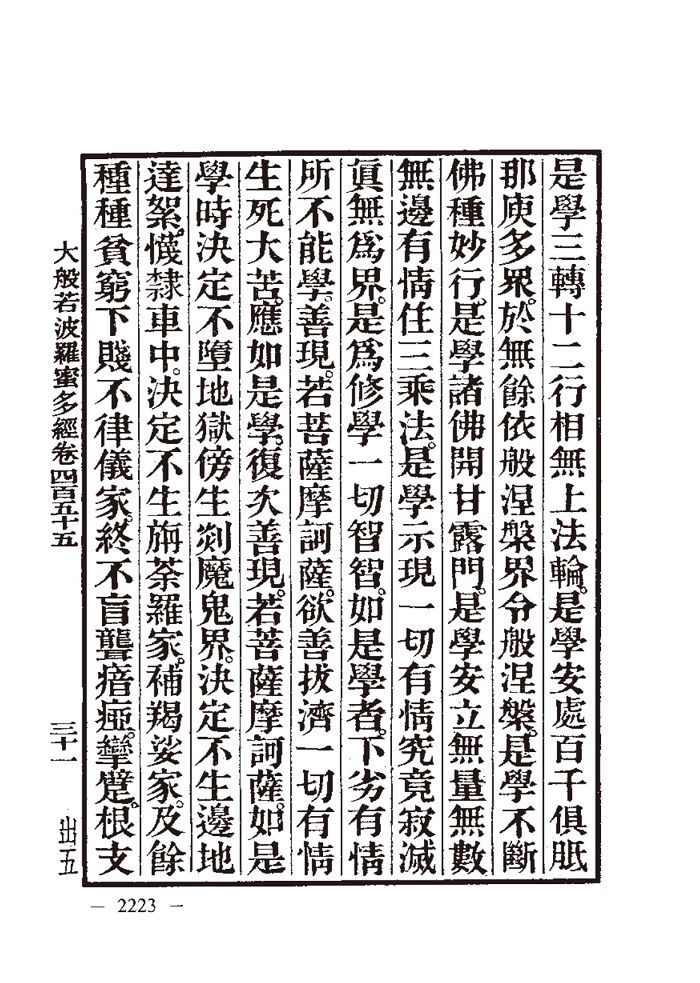 是學三轉十二行相無上法輪。是學安處百千俱胝
那庾多眾。於無餘依般涅槃界令般涅槃。是學不斷
佛種妙行。是學諸佛開甘露門。是學安立無量無數
無邊有情住三乘法。是學示現一切有情究竟寂滅
眞無爲界。是爲修學一切智智。如是學者。下劣有情
所不能學。善現。若菩薩摩訶薩。欲善拔濟一切有情
生死大苦。應如是學。復次善現。若菩薩摩訶薩。如是
學時決定不墮地獄傍生剡魔鬼界。決定不生邊地
達絮。懱隸車中。決定不生旃荼羅家。補羯娑家。及餘
種種貧窮下賤不律儀家。終不盲聾瘖瘂。攣躄。根支
大般若波羅蜜多經卷四百五十五
三十一
出五
— 2223 —